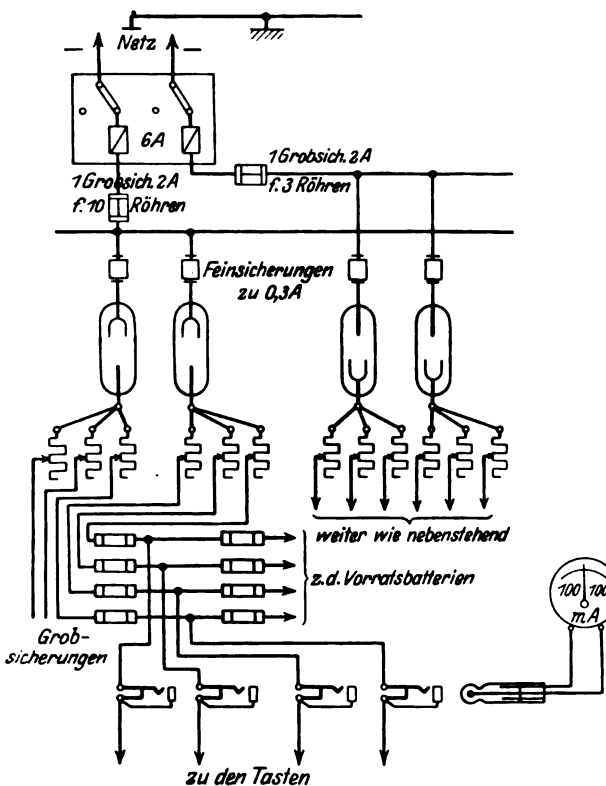 — Netz —
6A
1 Grobsich. 2A
f. 3 Röhren
1 Grobsich. 2A
f. 10 Röhren
Feinsicherungen
zu 0,3A
weiter wie nebenstehend
z.d. Vorratsbatterien
100 100
mA
Grob-
sicherungen
zu den Tasten